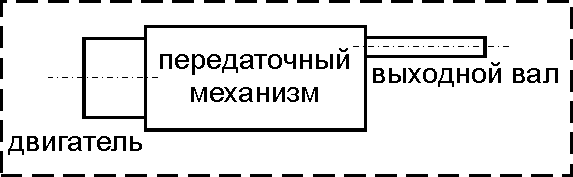 передаточный
механизм
выходной вал
двигатель